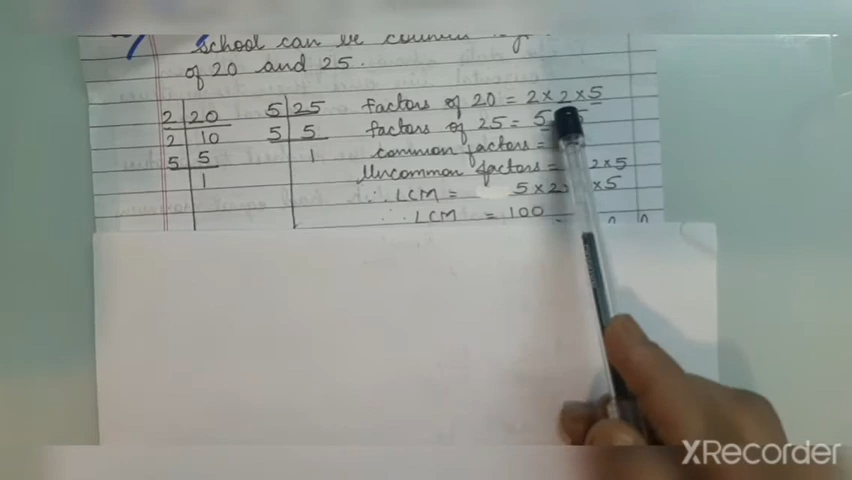 school can be
of 20 and 25.
2 | 20 5 | 25 Factors of 20 = 2 × 2 × 5
2 | 10 5 | 5 factors of 25 = 5
5 | 5 1 common factors =
1 Uncommon factors = 2 × 5
∴ LCM = 5 × 2 × 5
∴ LCM = 100
XRecorder